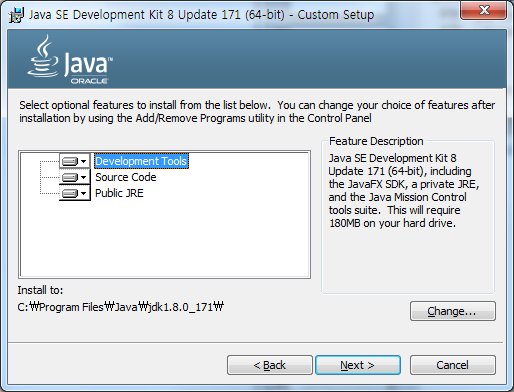 Java SE Development Kit 8 Update 171 (64-bit) - Custom Setup
Java™
ORACLE
Select optional features to install from the list below. You can change your choice of features after
installation by using the Add/Remove Programs utility in the Control Panel
Development Tools
Source Code
Public JRE
Feature Description
Java SE Development Kit 8
Update 171 (64-bit), including
the JavaFX SDK, a private JRE,
and the Java Mission Control
tools suite. This will require
180MB on your hard drive.
Install to:
C:₩Program Files₩Java₩jdk1.8.0_171₩
Change...
< Back
Next >
Cancel